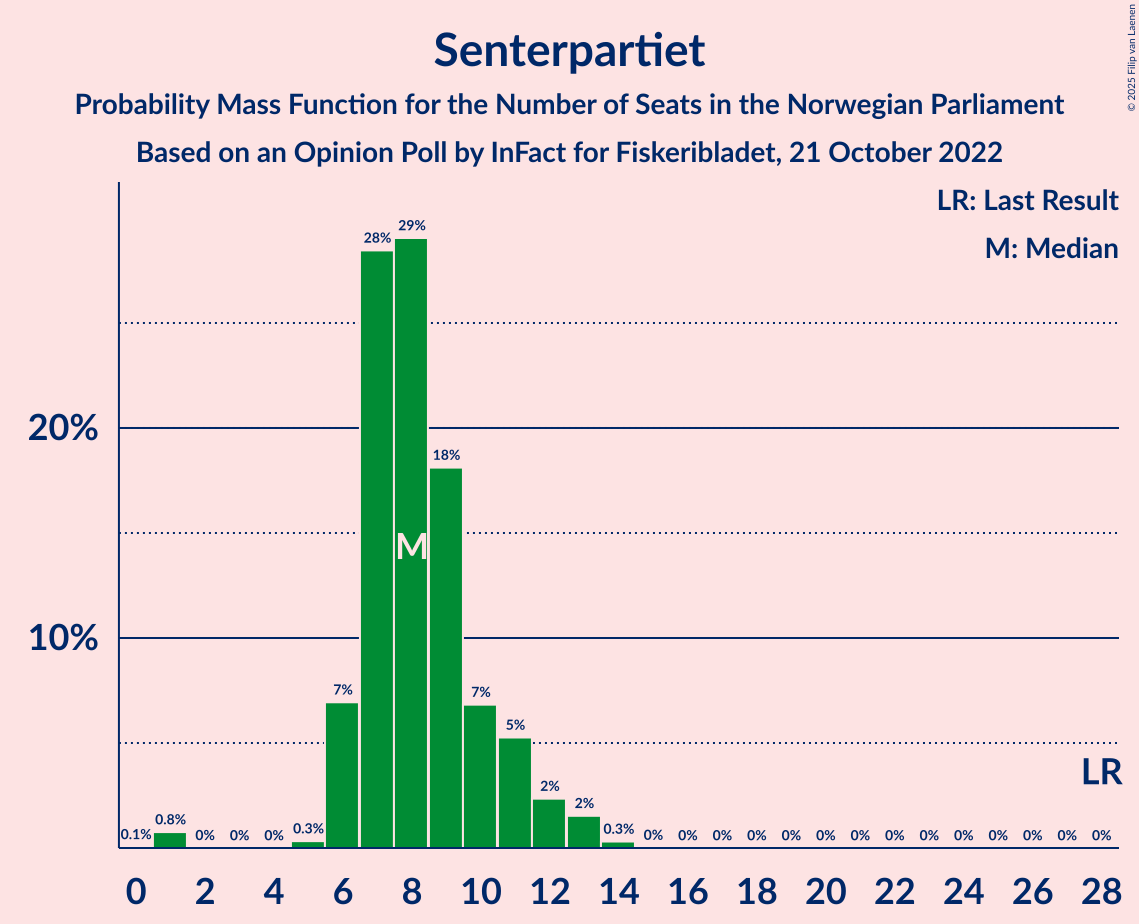 Senterpartiet
Probability Mass Function for the Number of Seats in the Norwegian Parliament
Based on an Opinion Poll by InFact for Fiskeribladet, 21 October 2022
© 2025 Filip van Laenen
LR: Last Result
M: Median
20%
10%
0.1% 0.8% 0% 0% 0% 0.3% 7% 28% 29% 18% 7% 5% 2% 2% 0.3% 0% 0% 0% 0% 0% 0% 0% 0% 0% 0% 0% 0% 0% 0%
M
LR
0 2 4 6 8 10 12 14 16 18 20 22 24 26 28